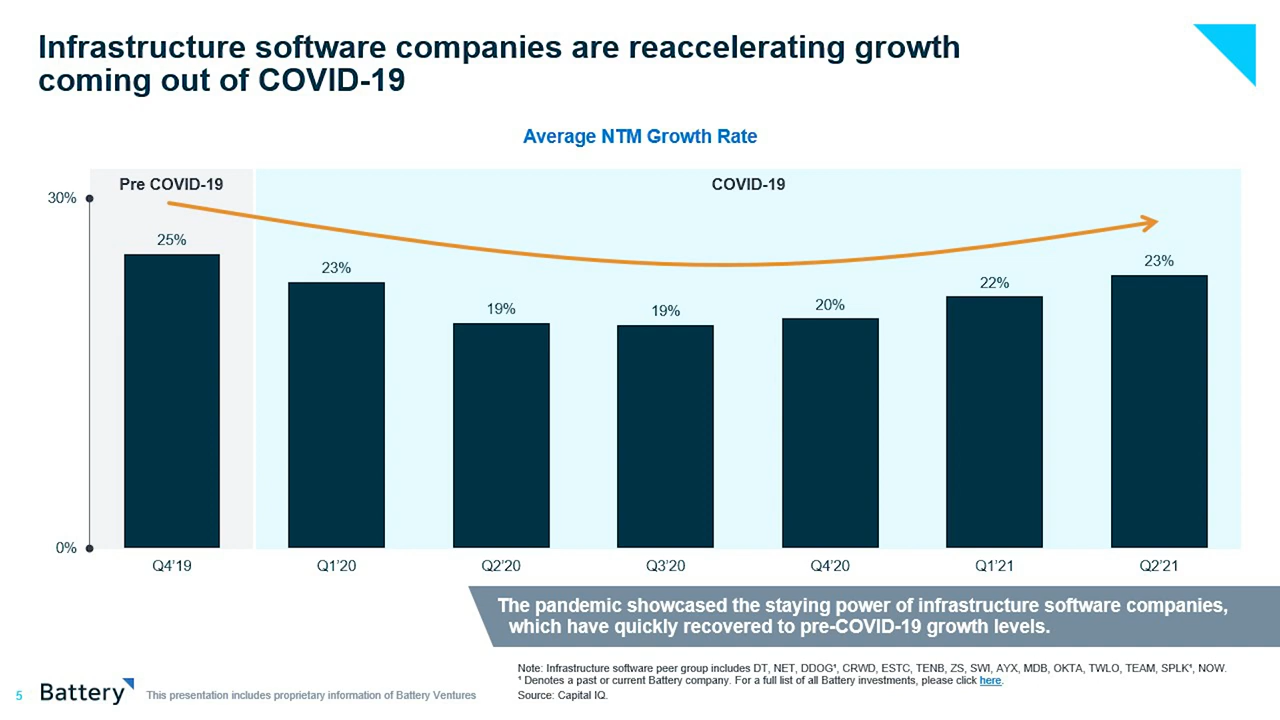 Infrastructure software companies are reaccelerating growth
coming out of COVID-19
Average NTM Growth Rate
Pre COVID-19
COVID-19
30%
25%
23%
19%
19%
20%
22%
23%
0%
Q4'19
Q1'20
Q2'20
Q3'20
Q4'20
Q1'21
Q2'21
The pandemic showcased the staying power of infrastructure software companies,
which have quickly recovered to pre-COVID-19 growth levels.
Note: Infrastructure software peer group includes DT, NET, DDOG¹, CRWD, ESTC, TENB, ZS, SWI, AYX, MDB, OKTA, TWLO, TEAM, SPLK¹, NOW.
¹ Denotes a past or current Battery company. For a full list of all Battery investments, please click here.
Source: Capital IQ.
5
Battery
This presentation includes proprietary information of Battery Ventures